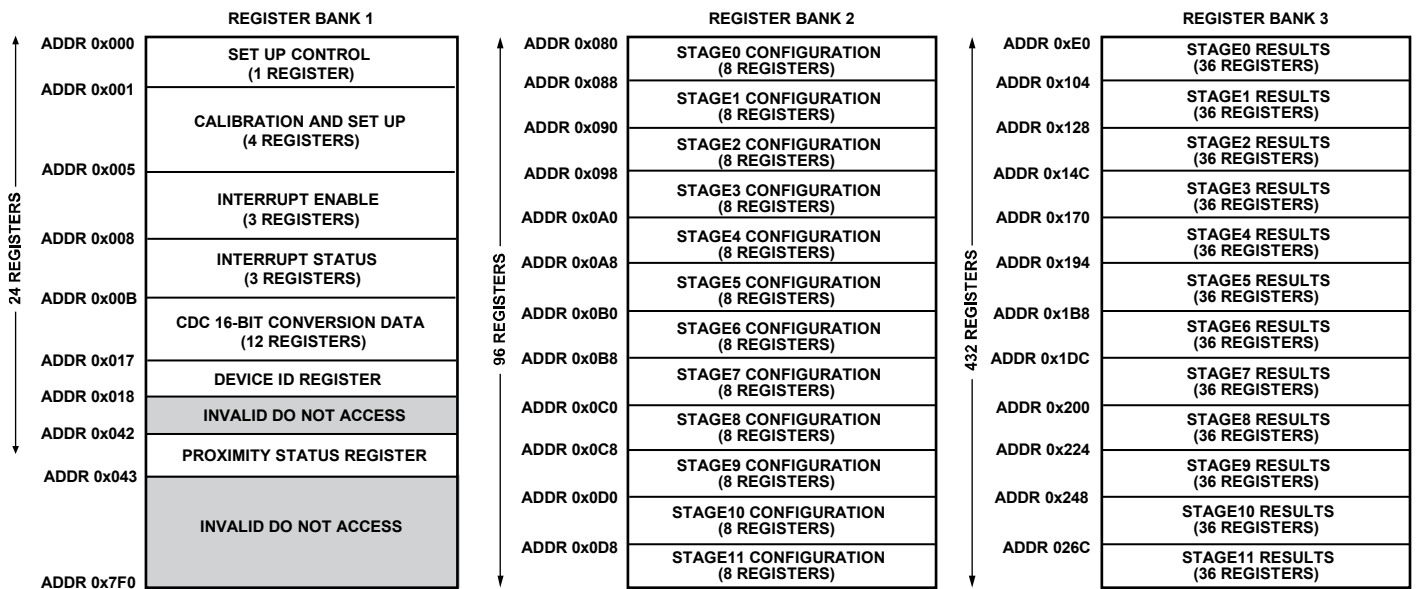 REGISTER BANK 1
24 REGISTERS
ADDR 0x000
SET UP CONTROL
(1 REGISTER)
ADDR 0x001
CALIBRATION AND SET UP
(4 REGISTERS)
ADDR 0x005
INTERRUPT ENABLE
(3 REGISTERS)
ADDR 0x008
INTERRUPT STATUS
(3 REGISTERS)
ADDR 0x00B
CDC 16-BIT CONVERSION DATA
(12 REGISTERS)
ADDR 0x017
DEVICE ID REGISTER
ADDR 0x018
INVALID DO NOT ACCESS
ADDR 0x042
PROXIMITY STATUS REGISTER
ADDR 0x043
INVALID DO NOT ACCESS
ADDR 0x7F0
REGISTER BANK 2
96 REGISTERS
ADDR 0x080
STAGE0 CONFIGURATION
(8 REGISTERS)
ADDR 0x088
STAGE1 CONFIGURATION
(8 REGISTERS)
ADDR 0x090
STAGE2 CONFIGURATION
(8 REGISTERS)
ADDR 0x098
STAGE3 CONFIGURATION
(8 REGISTERS)
ADDR 0x0A0
STAGE4 CONFIGURATION
(8 REGISTERS)
ADDR 0x0A8
STAGE5 CONFIGURATION
(8 REGISTERS)
ADDR 0x0B0
STAGE6 CONFIGURATION
(8 REGISTERS)
ADDR 0x0B8
STAGE7 CONFIGURATION
(8 REGISTERS)
ADDR 0x0C0
STAGE8 CONFIGURATION
(8 REGISTERS)
ADDR 0x0C8
STAGE9 CONFIGURATION
(8 REGISTERS)
ADDR 0x0D0
STAGE10 CONFIGURATION
(8 REGISTERS)
ADDR 0x0D8
STAGE11 CONFIGURATION
(8 REGISTERS)
REGISTER BANK 3
432 REGISTERS
ADDR 0xE0
STAGE0 RESULTS
(36 REGISTERS)
ADDR 0x104
STAGE1 RESULTS
(36 REGISTERS)
ADDR 0x128
STAGE2 RESULTS
(36 REGISTERS)
ADDR 0x14C
STAGE3 RESULTS
(36 REGISTERS)
ADDR 0x170
STAGE4 RESULTS
(36 REGISTERS)
ADDR 0x194
STAGE5 RESULTS
(36 REGISTERS)
ADDR 0x1B8
STAGE6 RESULTS
(36 REGISTERS)
ADDR 0x1DC
STAGE7 RESULTS
(36 REGISTERS)
ADDR 0x200
STAGE8 RESULTS
(36 REGISTERS)
ADDR 0x224
STAGE9 RESULTS
(36 REGISTERS)
ADDR 0x248
STAGE10 RESULTS
(36 REGISTERS)
ADDR 026C
STAGE11 RESULTS
(36 REGISTERS)